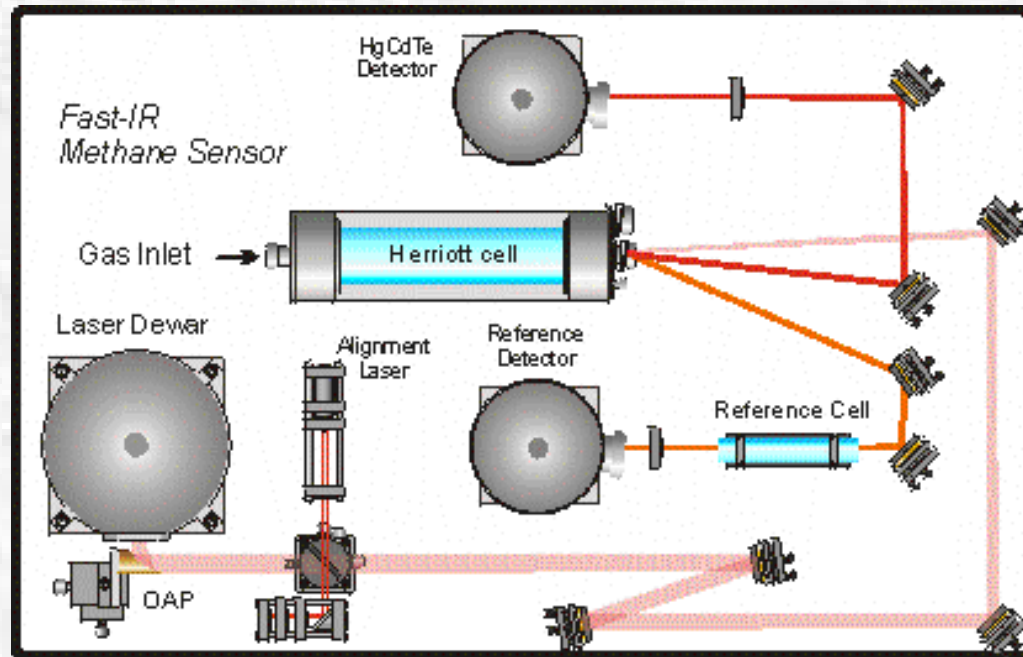 HgCdTe
Detector
Fast-IR
Methane Sensor
Gas Inlet
Herriott cell
Laser Dewar
Alignment
Laser
Reference
Detector
Reference Cell
OAP